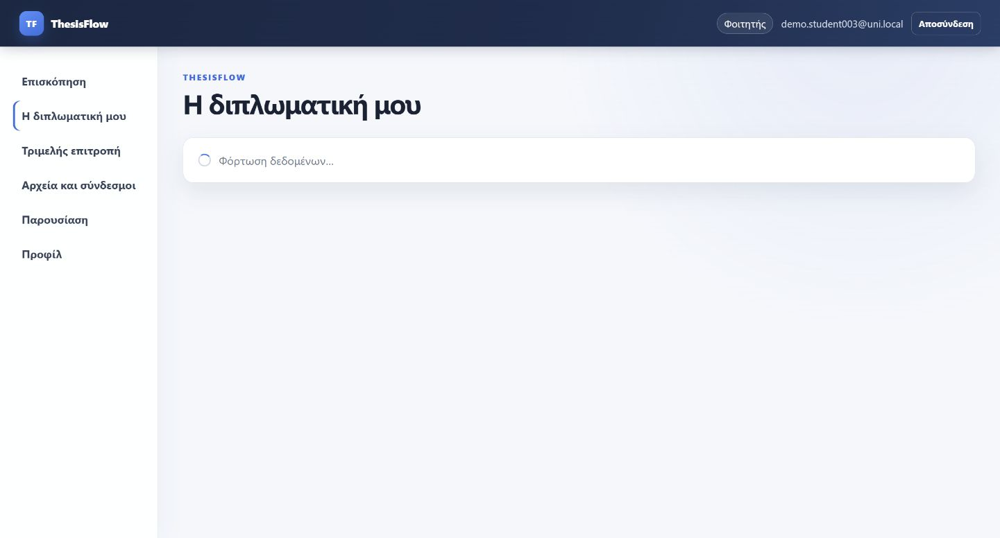 TF ThesisFlow
Φοιτητής demo.student003@uni.local Αποσύνδεση
Επισκόπηση
Η διπλωματική μου
Τριμελής επιτροπή
Αρχεία και σύνδεσμοι
Παρουσίαση
Προφίλ
THESISFLOW
Η διπλωματική μου
Φόρτωση δεδομένων...